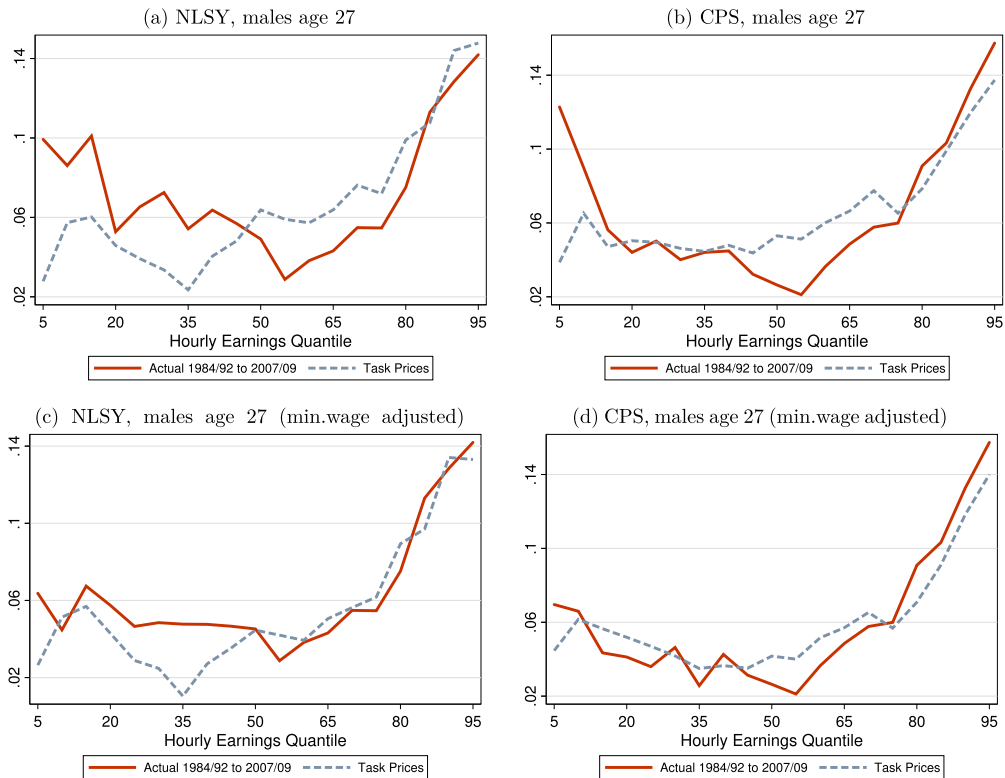 (a) NLSY, males age 27
.14
.1
.06
.02
5 20 35 50 65 80 95
Hourly Earnings Quantile
Actual 1984/92 to 2007/09 Task Prices
(b) CPS, males age 27
.14
.1
.06
.02
5 20 35 50 65 80 95
Hourly Earnings Quantile
Actual 1984/92 to 2007/09 Task Prices
(c) NLSY, males age 27 (min.wage adjusted)
.14
.1
.06
.02
5 20 35 50 65 80 95
Hourly Earnings Quantile
Actual 1984/92 to 2007/09 Task Prices
(d) CPS, males age 27 (min.wage adjusted)
.14
.1
.06
.02
5 20 35 50 65 80 95
Hourly Earnings Quantile
Actual 1984/92 to 2007/09 Task Prices